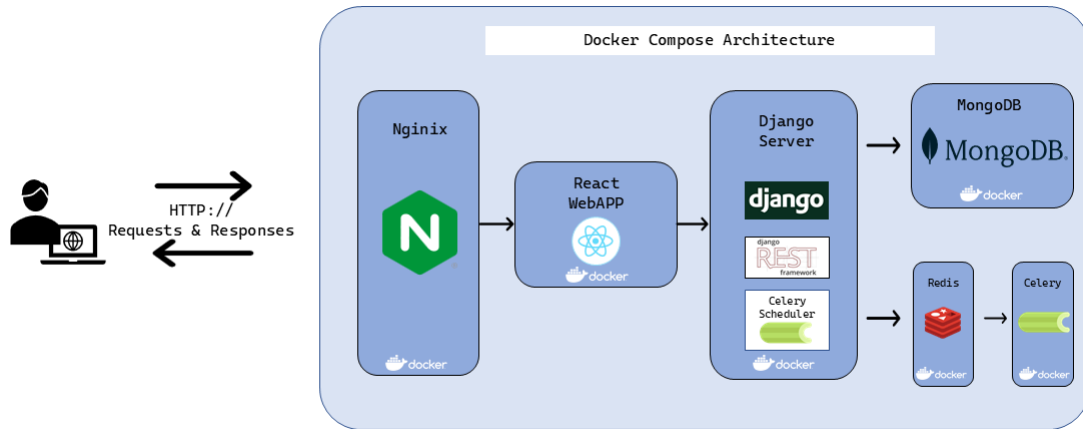 Docker Compose Architecture
Nginix
N
docker
React
WebAPP
docker
Django
Server
django
django
REST
framework
Celery
Scheduler
docker
MongoDB
MongoDB.
docker
Redis
docker
Celery
docker
HTTP://
Requests & Responses